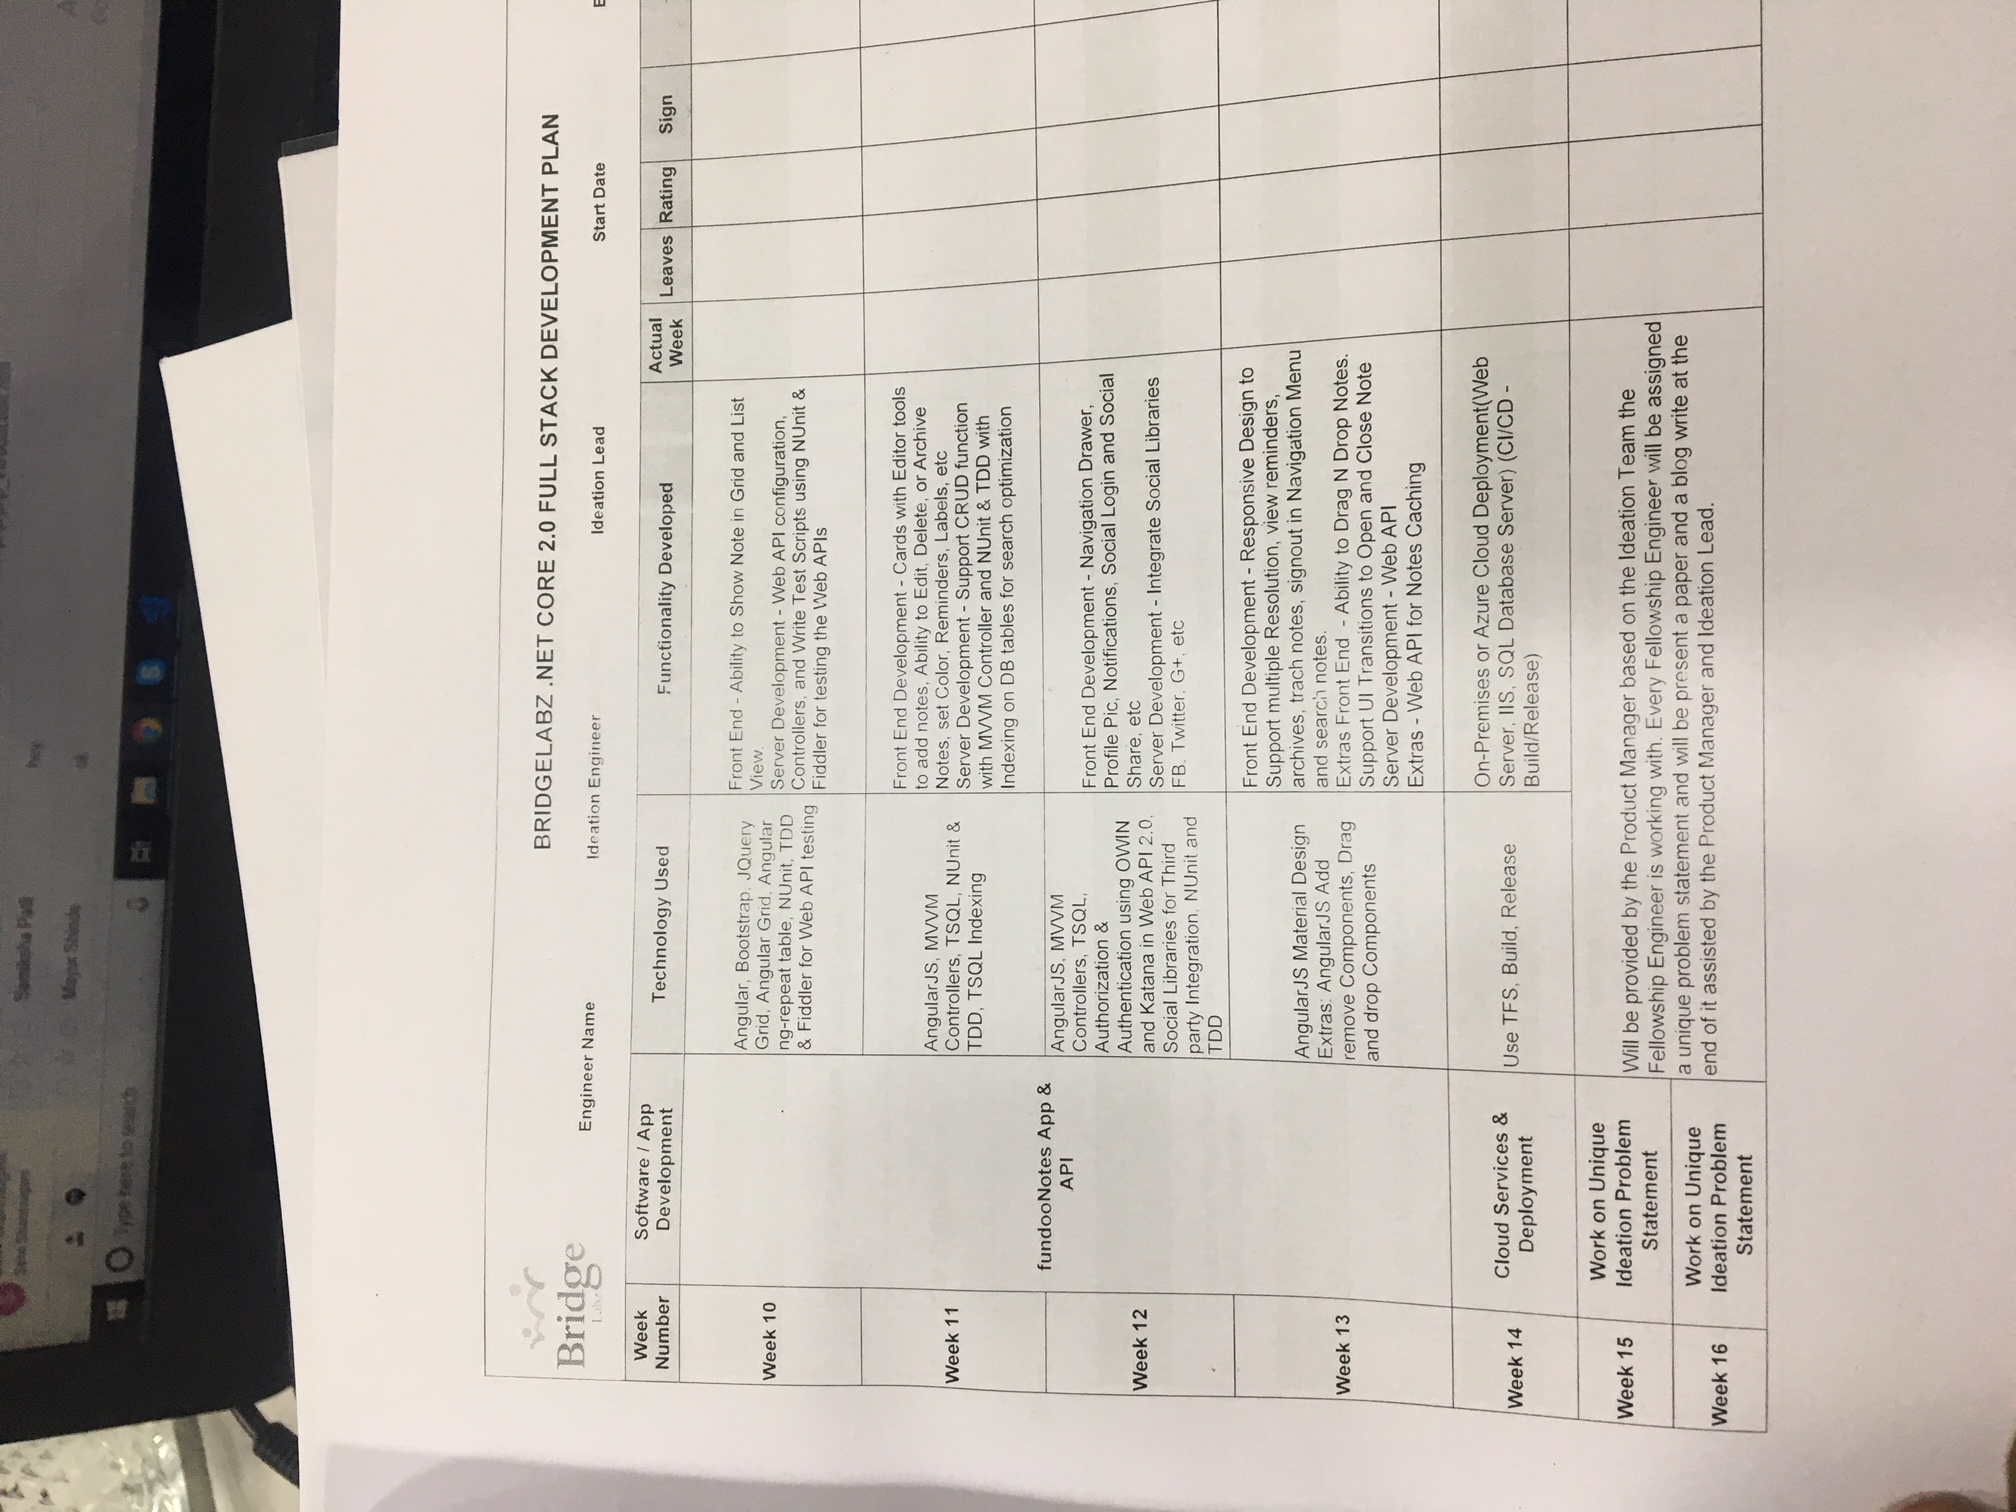 Samiksha Patil
hey
Mayur Shinde
ok
Type here to search
Bridge
Labz
BRIDGELABZ .NET CORE 2.0 FULL STACK DEVELOPMENT PLAN
Engineer Name
Ideation Engineer
Ideation Lead
Start Date
E
Week
Number
Software / App
Development
Technology Used
Functionality Developed
Actual
Week
Leaves
Rating
Sign
Week 10
Angular, Bootstrap, JQuery
Grid, Angular Grid, Angular
ng-repeat table, NUnit, TDD
& Fiddler for Web API testing
Front End - Ability to Show Note in Grid and List
View.
Server Development - Web API configuration,
Controllers, and Write Test Scripts using NUnit &
Fiddler for testing the Web APIs
Week 11
AngularJS, MVVM
Controllers, TSQL, NUnit &
TDD, TSQL Indexing
Front End Development - Cards with Editor tools
to add notes, Ability to Edit, Delete, or Archive
Notes, set Color, Reminders, Labels, etc
Server Development - Support CRUD function
with MVVM Controller and NUnit & TDD with
Indexing on DB tables for search optimization
fundooNotes App &
API
Week 12
AngularJS, MVVM
Controllers, TSQL,
Authorization &
Authentication using OWIN
and Katana in Web API 2.0,
Social Libraries for Third
party Integration, NUnit and
TDD
Front End Development - Navigation Drawer,
Profile Pic, Notifications, Social Login and Social
Share, etc
Server Development - Integrate Social Libraries
FB, Twitter, G+, etc
Week 13
AngularJS Material Design
Extras: AngularJS Add
remove Components, Drag
and drop Components
Front End Development - Responsive Design to
Support multiple Resolution, view reminders,
archives, trach notes, signout in Navigation Menu
and search notes.
Extras Front End - Ability to Drag N Drop Notes.
Support UI Transitions to Open and Close Note
Server Development - Web API
Extras - Web API for Notes Caching
Week 14
Cloud Services &
Deployment
Use TFS, Build, Release
On-Premises or Azure Cloud Deployment(Web
Server, IIS, SQL Database Server) (CI/CD -
Build/Release)
Week 15
Work on Unique
Ideation Problem
Statement
Will be provided by the Product Manager based on the Ideation Team the
Fellowship Engineer is working with. Every Fellowship Engineer will be assigned
a unique problem statement and will be present a paper and a blog write at the
end of it assisted by the Product Manager and Ideation Lead.
Week 16
Work on Unique
Ideation Problem
Statement